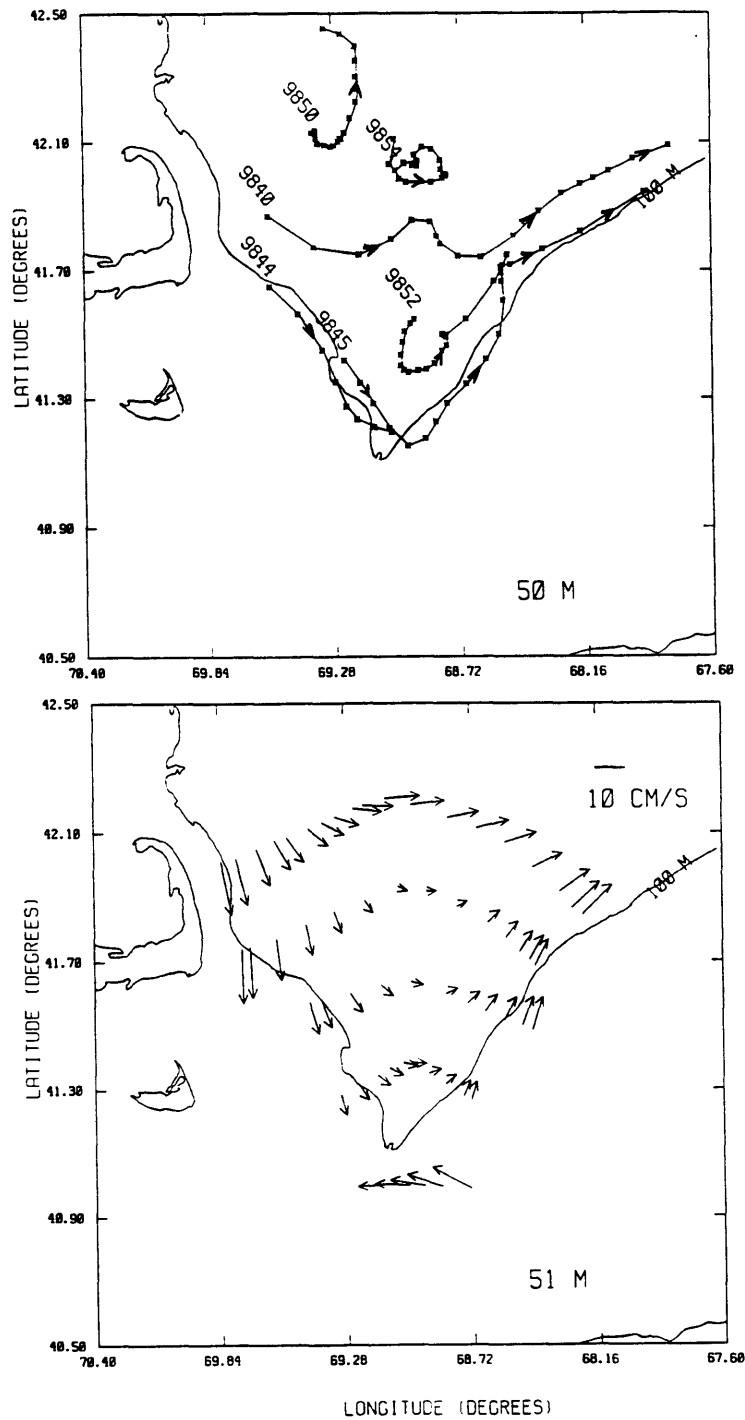 42.50
42.10
41.70
41.30
40.90
40.50
LATITUDE (DEGREES)
9850
9854
9840
9844
9845
9852
100 M
50 M
70.40 69.84 69.28 68.72 68.16 67.60
42.50
42.10
41.70
41.30
40.90
40.50
LATITUDE (DEGREES)
10 CM/S
100 M
51 M
70.40 69.84 69.28 68.72 68.16 67.60
LONGITUDE (DEGREES)